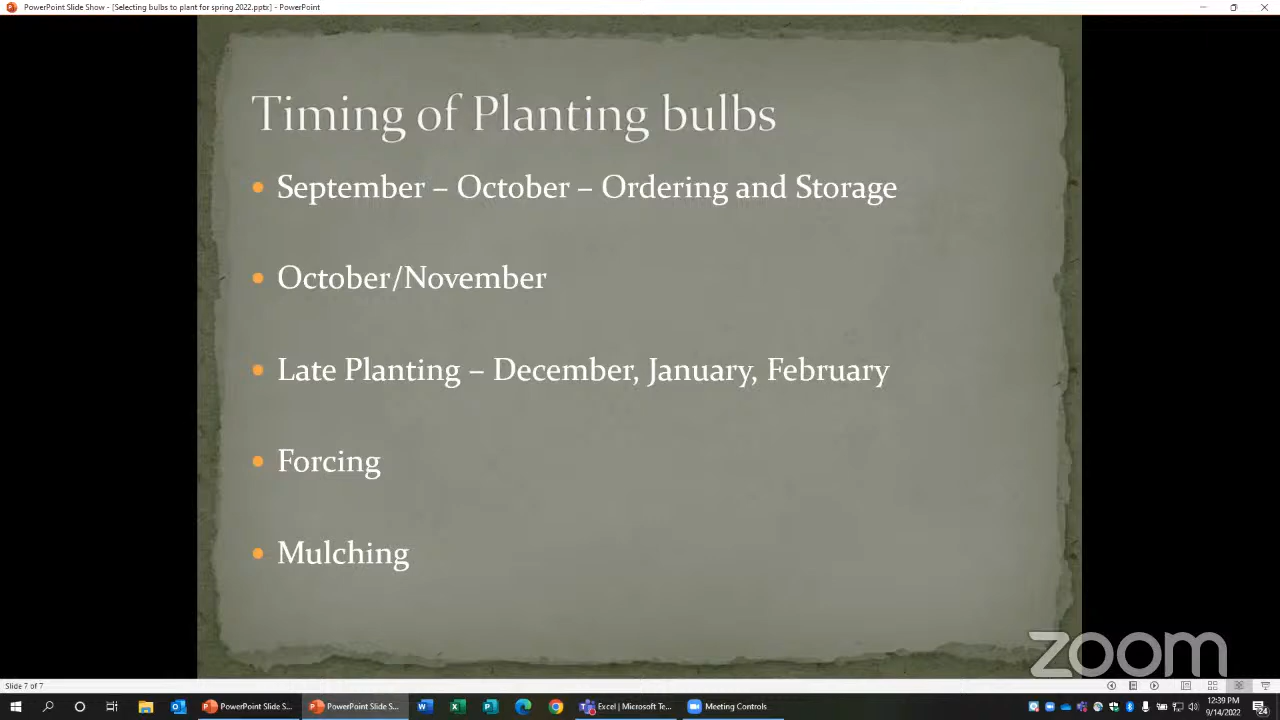 PowerPoint Slide Show - [Selecting bulbs to plant for spring 2022.pptx] - PowerPoint
Timing of Planting bulbs
• September – October – Ordering and Storage
• October/November
• Late Planting – December, January, February
• Forcing
• Mulching
zoom
Slide 7 of 7
PowerPoint Slide S... PowerPoint Slide S... Excel | Microsoft Te... Meeting Controls
12:39 PM
9/14/2022